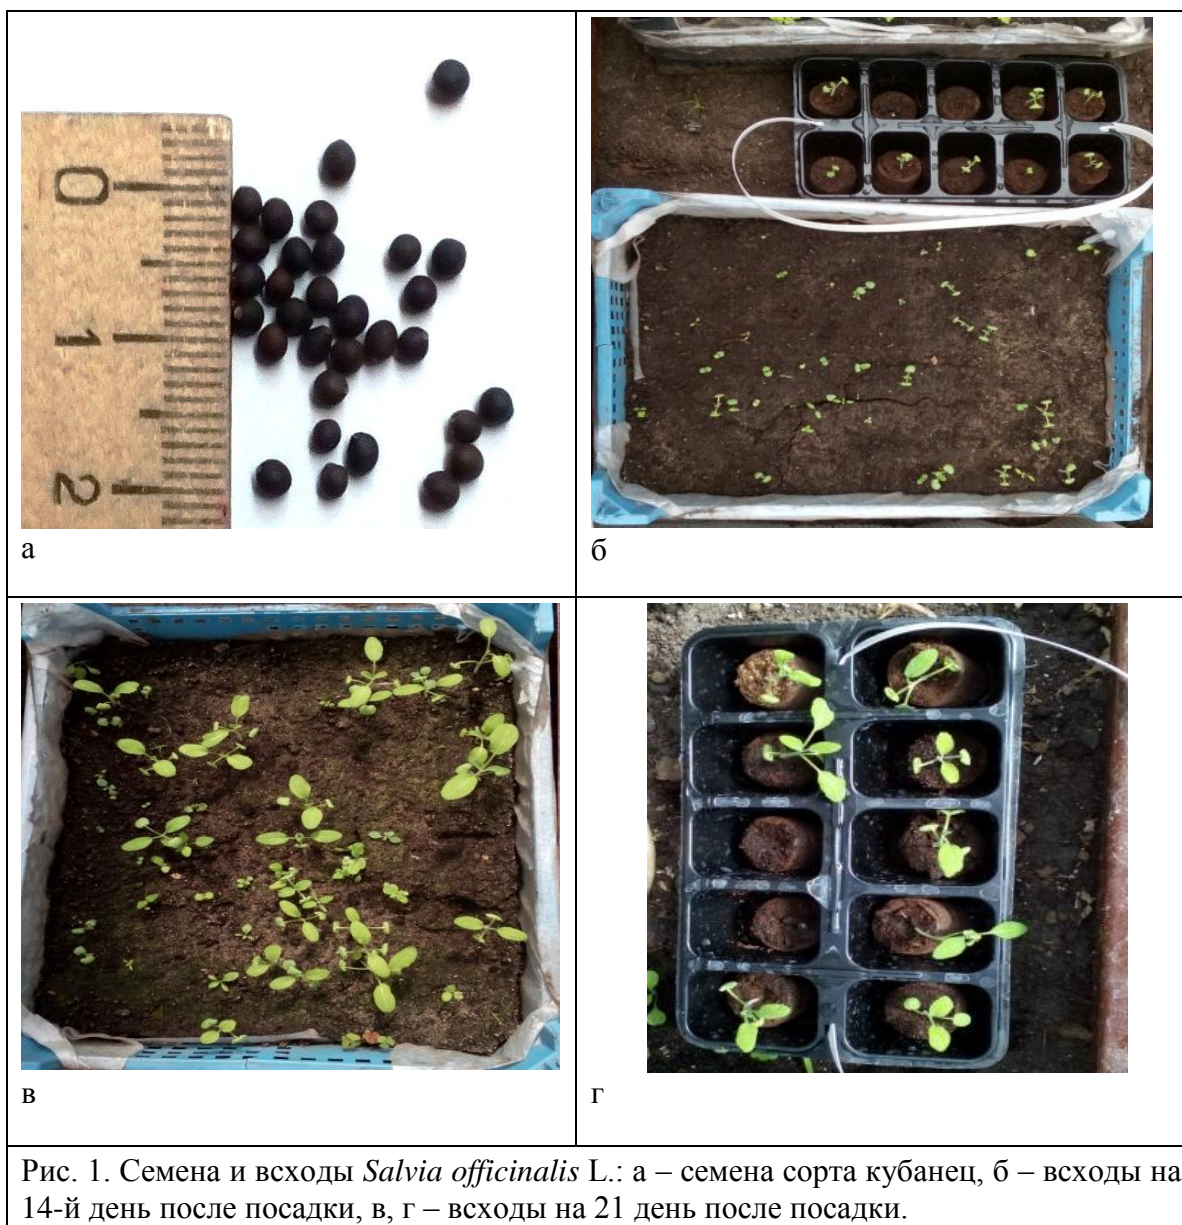 0
1
2
а
б
в
г
Рис. 1. Семена и всходы Salvia officinalis L.: а – семена сорта кубанец, б – всходы на
14-й день после посадки, в, г – всходы на 21 день после посадки.